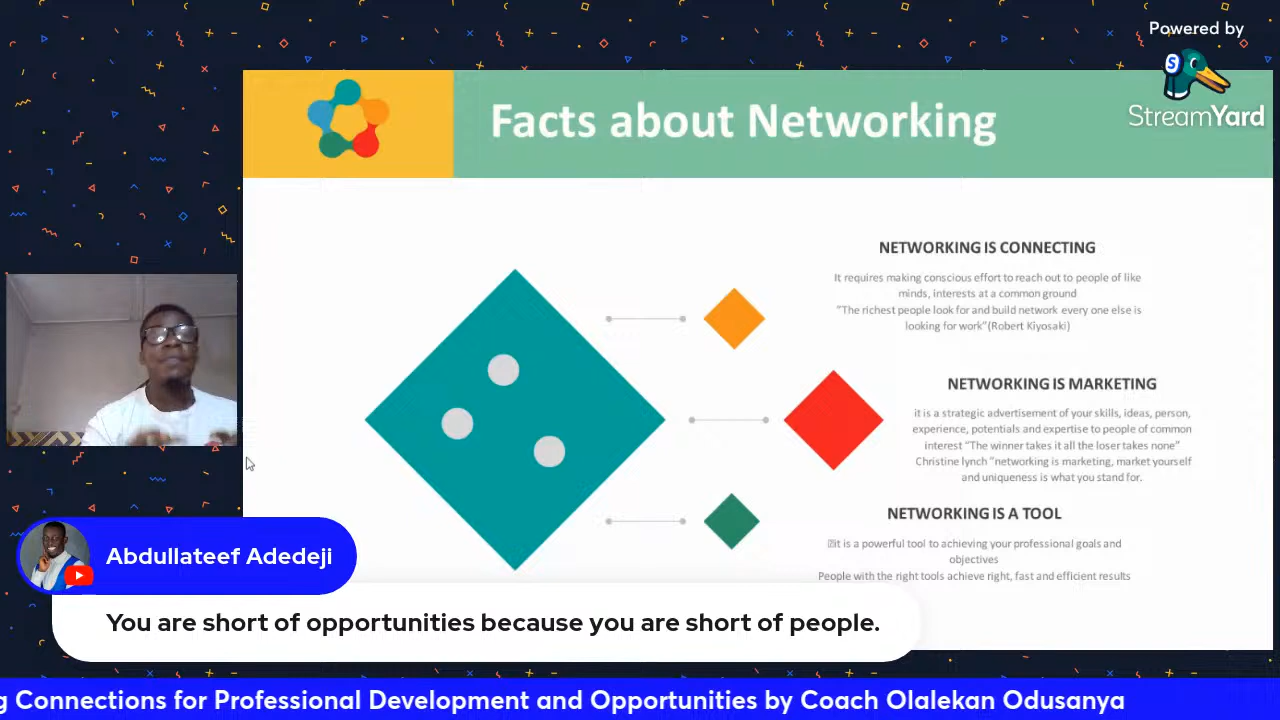 Powered by
StreamYard
Facts about Networking
NETWORKING IS CONNECTING
It requires making conscious effort to reach out to people of like
minds, interests at a common ground
"The richest people look for and build network every one else is
looking for work"(Robert Kiyosaki)
NETWORKING IS MARKETING
it is a strategic advertisement of your skills, ideas, person,
experience, potentials and expertise to people of common
interest "The winner takes it all the loser takes none"
Christine lynch "networking is marketing, market yourself
and uniqueness is what you stand for.
NETWORKING IS A TOOL
it is a powerful tool to achieving your professional goals and
objectives
People with the right tools achieve right, fast and efficient results
Abdullateef Adedeji
You are short of opportunities because you are short of people.
g Connections for Professional Development and Opportunities by Coach Olalekan Odusanya